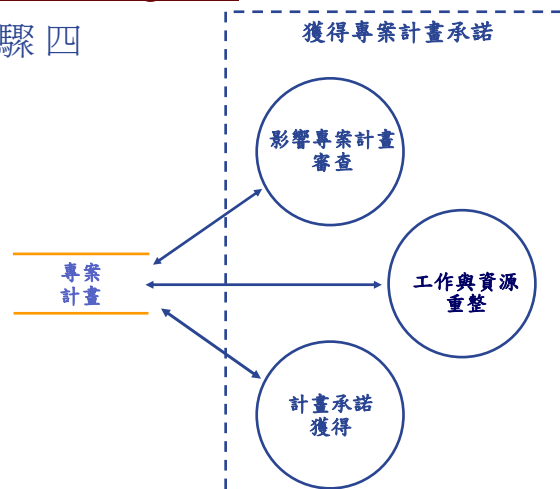 驟 四
獲得專案計畫承諾
影響專案計畫
審查
專案
計畫
工作與資源
重整
計畫承諾
獲得